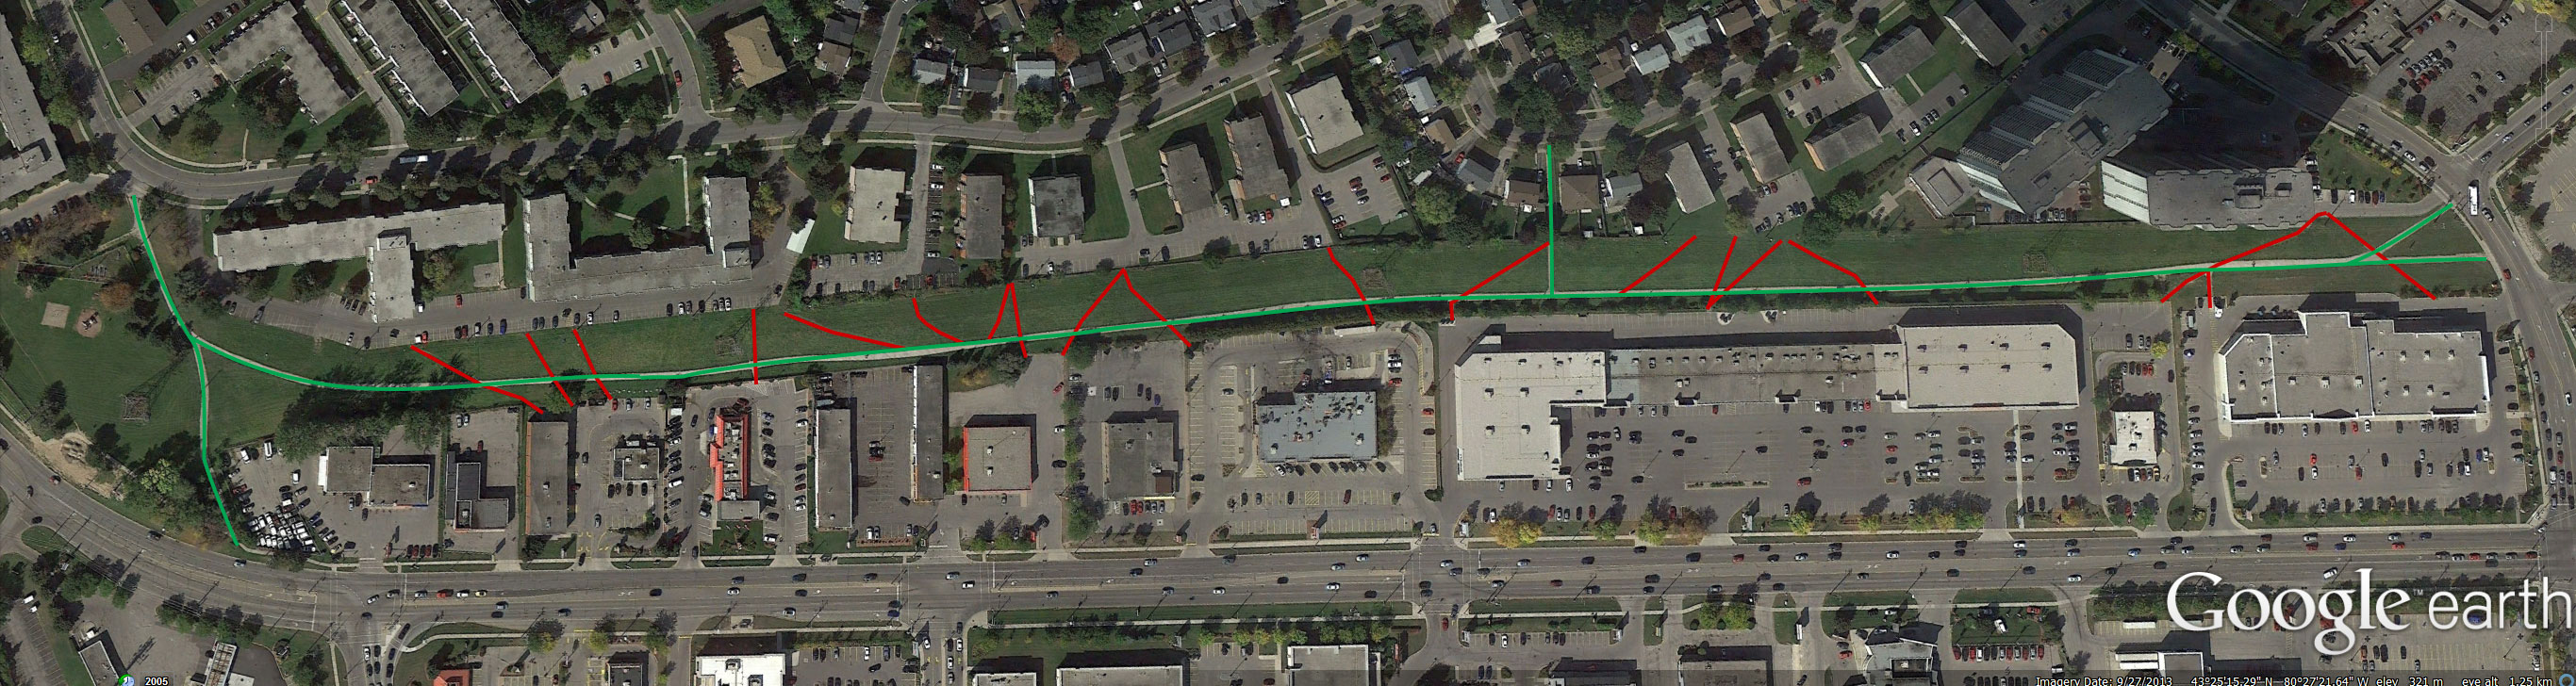 Google™ earth
2005
Imagery Date: 9/27/2013 43°25'15.29" N 80°27'21.64" W elev 321 m eye alt 1.25 km